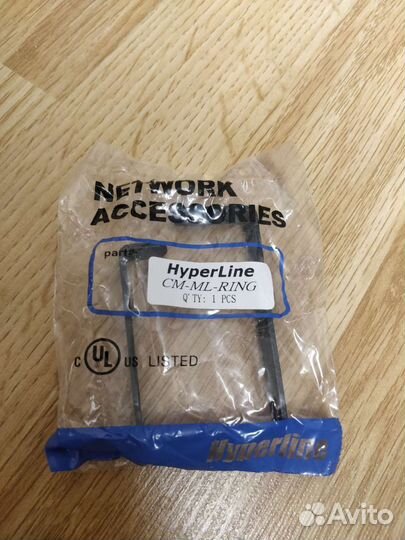 NETWORK
ACCESSORIES
part
HyperLine
CM-ML-RING
Q'TY: 1 PCS
C UL US LISTED
Hyperline
Avito